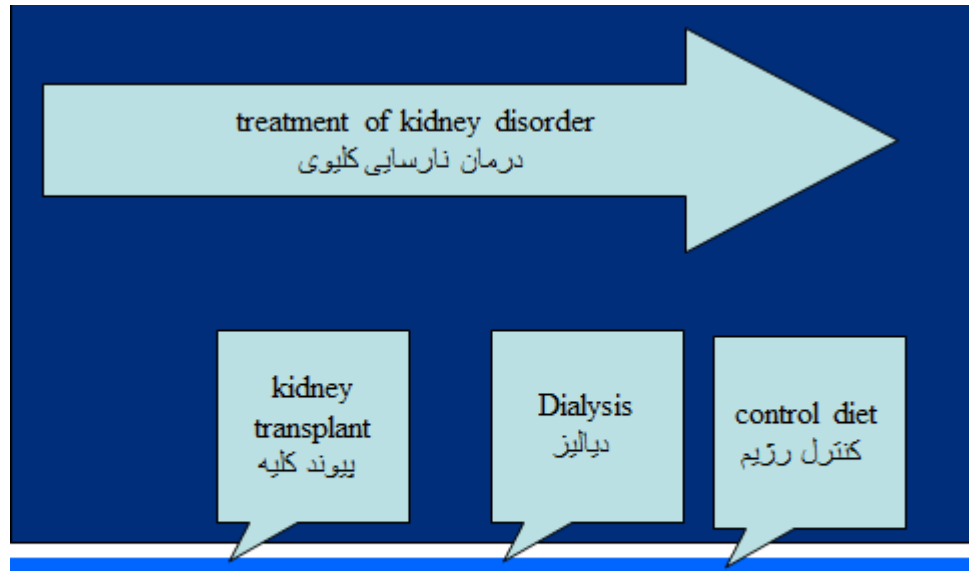 treatment of kidney disorder
درمان نارسایی کلیوی
kidney
transplant
پیوند کلیه
Dialysis
دیالیز
control diet
کنترل رژیم